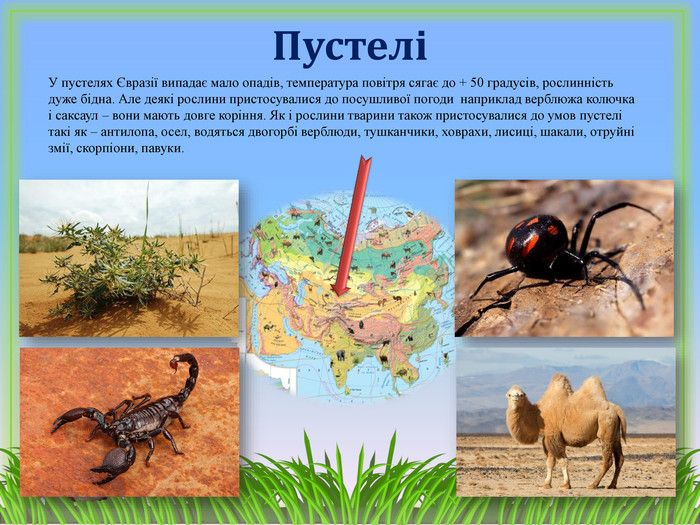 Пустелі
У пустелях Євразії випадає мало опадів, температура повітря сягає до + 50 градусів, рослинність
дуже бідна. Але деякі рослини пристосувалися до посушливої погоди наприклад верблюжа колючка
і саксаул – вони мають довге коріння. Як і рослини тварини також пристосувалися до умов пустелі
такі як – антилопа, осел, водяться двогорбі верблюди, тушканчики, ховрахи, лисиці, шакали, отруйні
змії, скорпіони, павуки.